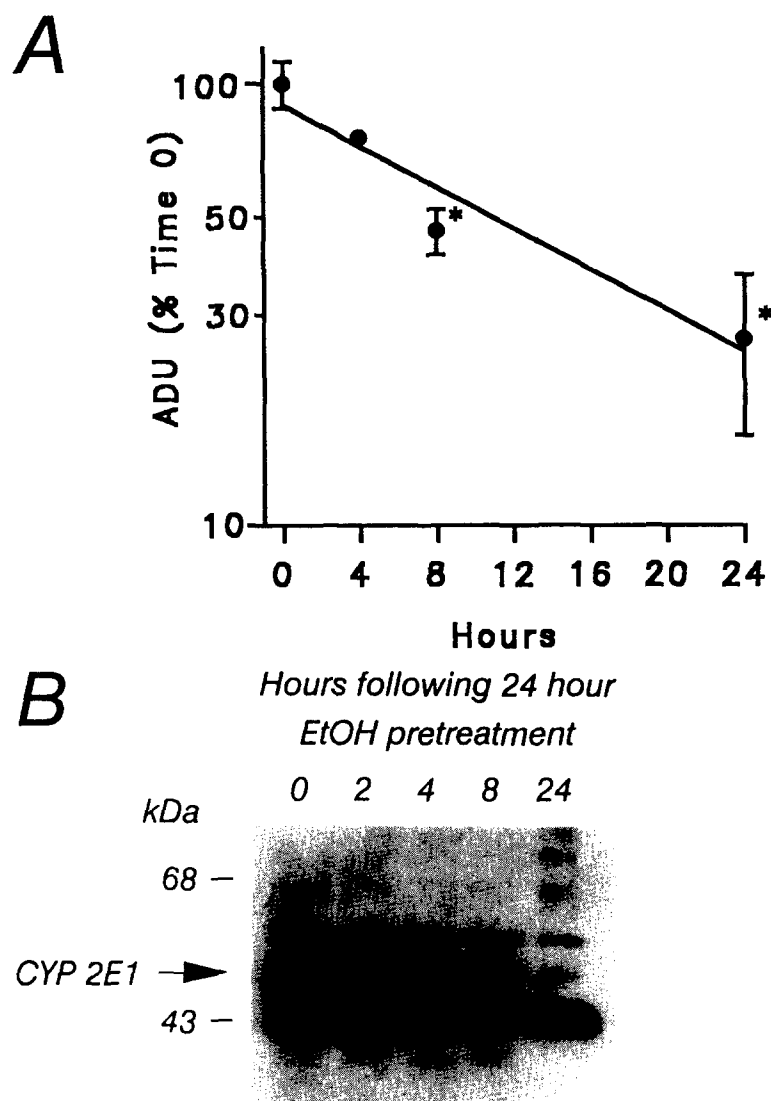 A
ADU (% Time 0)
100
50
30
10
*
*
0 4 8 12 16 20 24
Hours
B
Hours following 24 hour
EtOH pretreatment
0 2 4 8 24
kDa
68
CYP 2E1
43